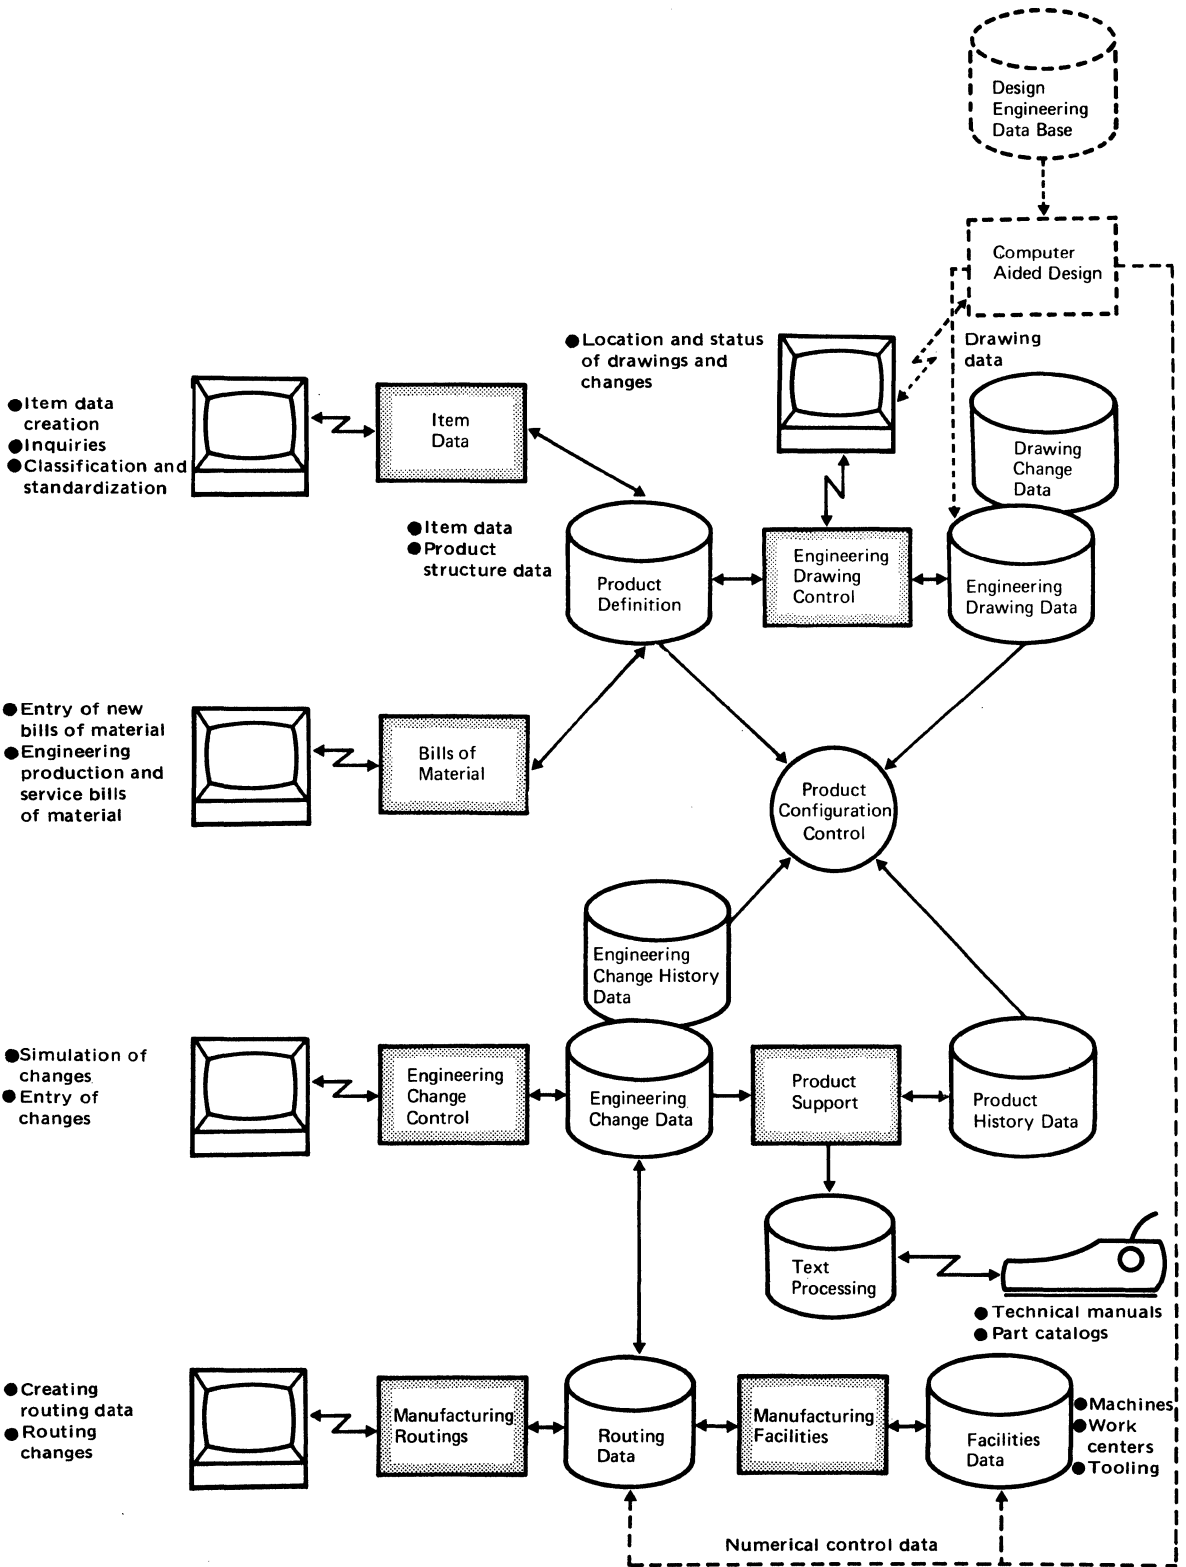 Design
Engineering
Data Base
Computer
Aided Design
Drawing
data
● Location and status
of drawings and
changes
Drawing
Change
Data
● Item data
creation
● Inquiries
● Classification and
standardization
Item
Data
● Item data
● Product
structure data
Product
Definition
Engineering
Drawing
Control
Engineering
Drawing Data
● Entry of new
bills of material
● Engineering
production and
service bills
of material
Bills of
Material
Product
Configuration
Control
Engineering
Change History
Data
● Simulation of
changes
● Entry of
changes
Engineering
Change
Control
Engineering
Change Data
Product
Support
Product
History Data
Text
Processing
● Technical manuals
● Part catalogs
● Creating
routing data
● Routing
changes
Manufacturing
Routings
Routing
Data
Manufacturing
Facilities
Facilities
Data
● Machines
● Work
centers
● Tooling
Numerical control data